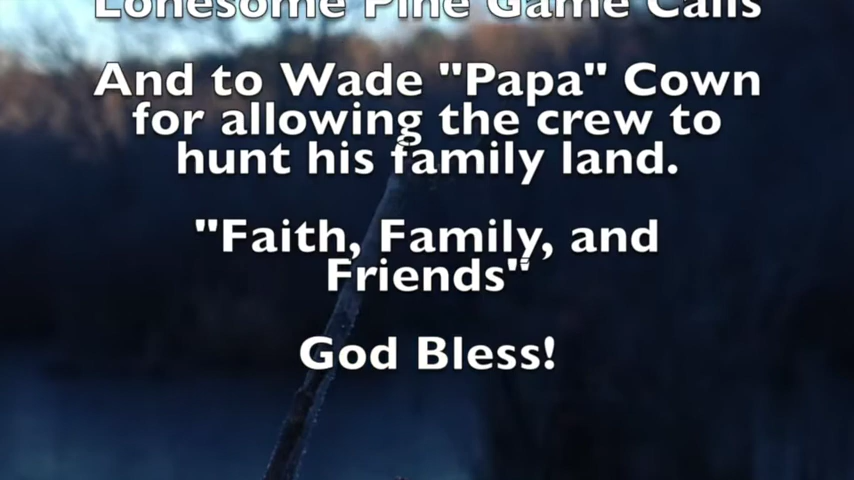 Lonesome Pine Game Calls
And to Wade "Papa" Cown
for allowing the crew to
hunt his family land.
"Faith, Family, and
Friends"
God Bless!